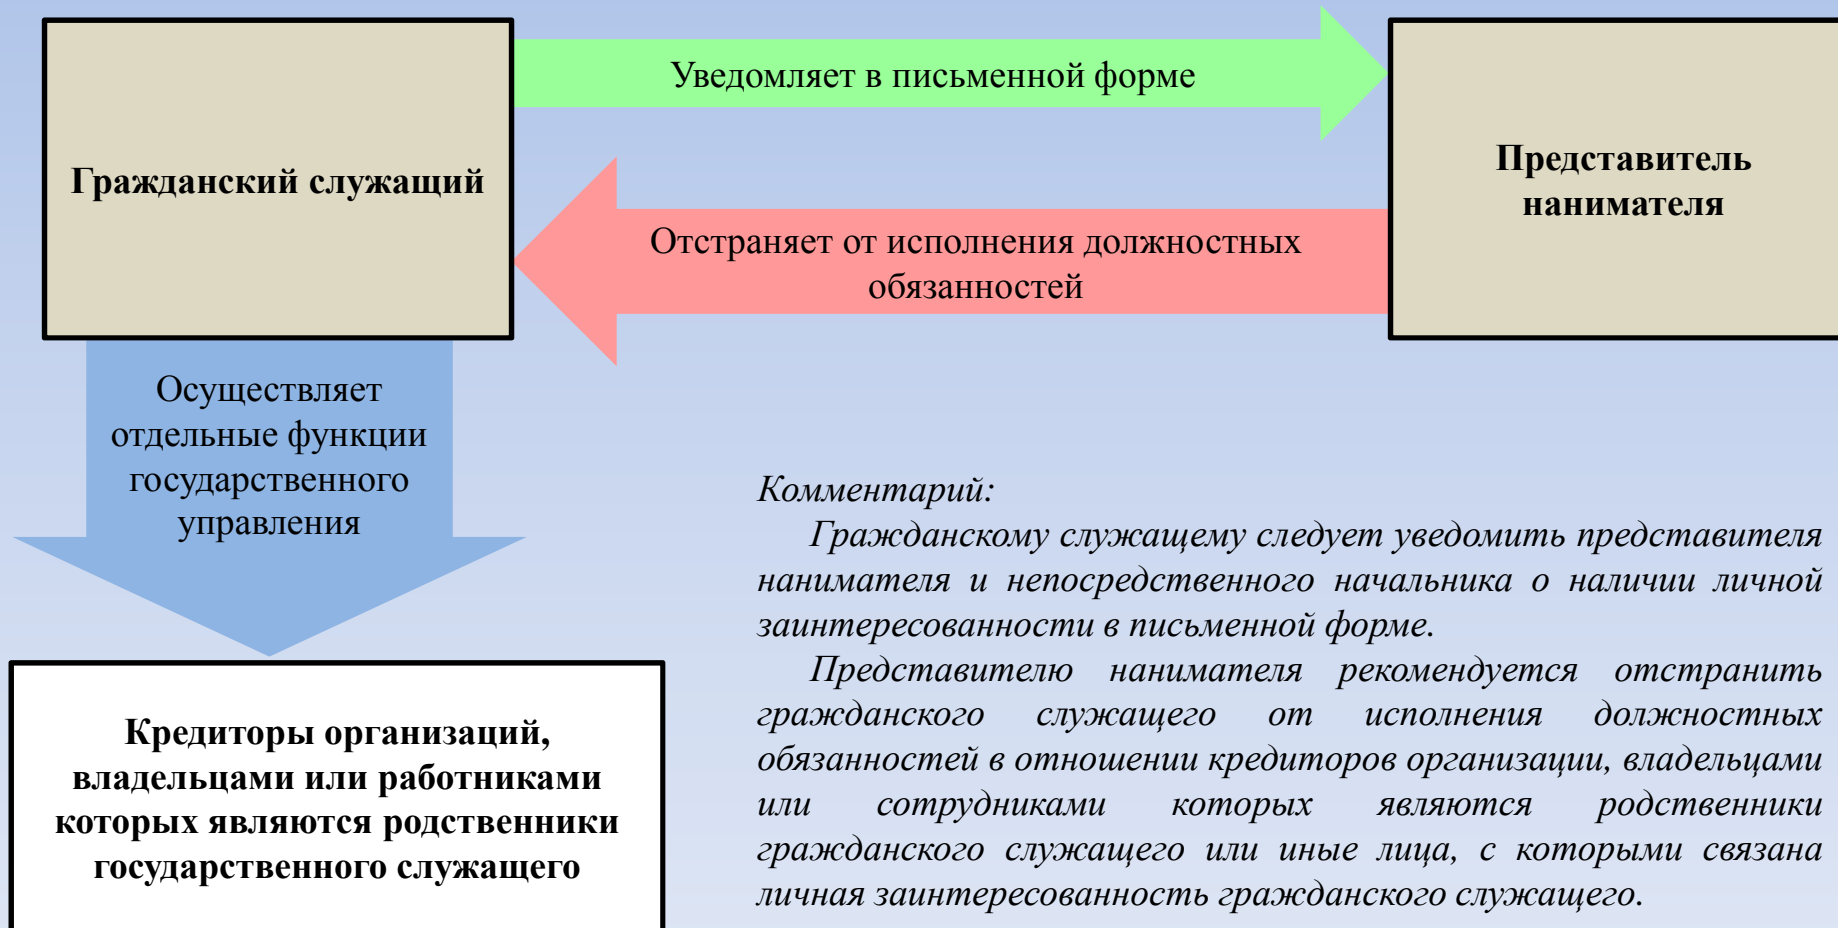 Уведомляет в письменной форме
Гражданский служащий
Представитель
нанимателя
Отстраняет от исполнения должностных
обязанностей
Осуществляет
отдельные функции
государственного
управления
Кредиторы организаций,
владельцами или работниками
которых являются родственники
государственного служащего
Комментарий:
Гражданскому служащему следует уведомить представителя
нанимателя и непосредственного начальника о наличии личной
заинтересованности в письменной форме.
Представителю нанимателя рекомендуется отстранить
гражданского служащего от исполнения должностных
обязанностей в отношении кредиторов организации, владельцами
или сотрудниками которых являются родственники
гражданского служащего или иные лица, с которыми связана
личная заинтересованность гражданского служащего.